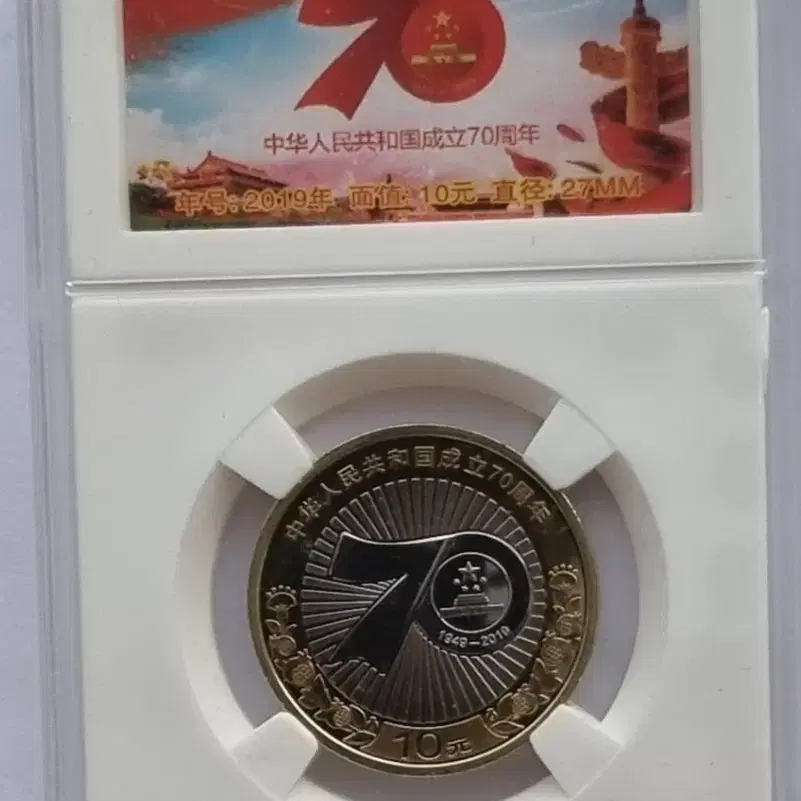 70
中华人民共和国成立70周年
年号: 2019年 面值: 10元 直径: 27MM
中华人民共和国成立70周年
70
1949-2019
10元